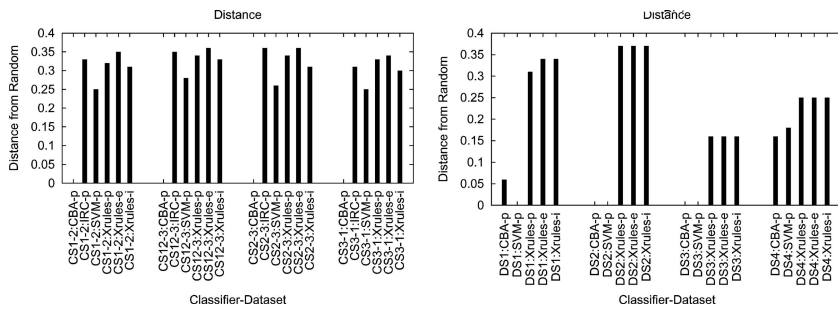 Distance
Distance from Random
0.4
0.35
0.3
0.25
0.2
0.15
0.1
0.05
0
CS1-2:CBA-p
CS1-2:IRC-p
CS1-2:SVM-p
CS1-2:Xrules-p
CS1-2:Xrules-e
CS1-2:Xrules-i
CS12-3:CBA-p
CS12-3:IRC-p
CS12-3:SVM-p
CS12-3:Xrules-p
CS12-3:Xrules-e
CS12-3:Xrules-i
CS2-3:CBA-p
CS2-3:IRC-p
CS2-3:SVM-p
CS2-3:Xrules-p
CS2-3:Xrules-e
CS2-3:Xrules-i
CS3-1:CBA-p
CS3-1:IRC-p
CS3-1:SVM-p
CS3-1:Xrules-p
CS3-1:Xrules-e
CS3-1:Xrules-i
Classifier-Dataset
Distance
Distance from Random
0.4
0.35
0.3
0.25
0.2
0.15
0.1
0.05
0
DS1:CBA-p
DS1:SVM-p
DS1:Xrules-p
DS1:Xrules-e
DS1:Xrules-i
DS2:CBA-p
DS2:SVM-p
DS2:Xrules-p
DS2:Xrules-e
DS2:Xrules-i
DS3:CBA-p
DS3:SVM-p
DS3:Xrules-p
DS3:Xrules-e
DS3:Xrules-i
DS4:CBA-p
DS4:SVM-p
DS4:Xrules-p
DS4:Xrules-e
DS4:Xrules-i
Classifier-Dataset